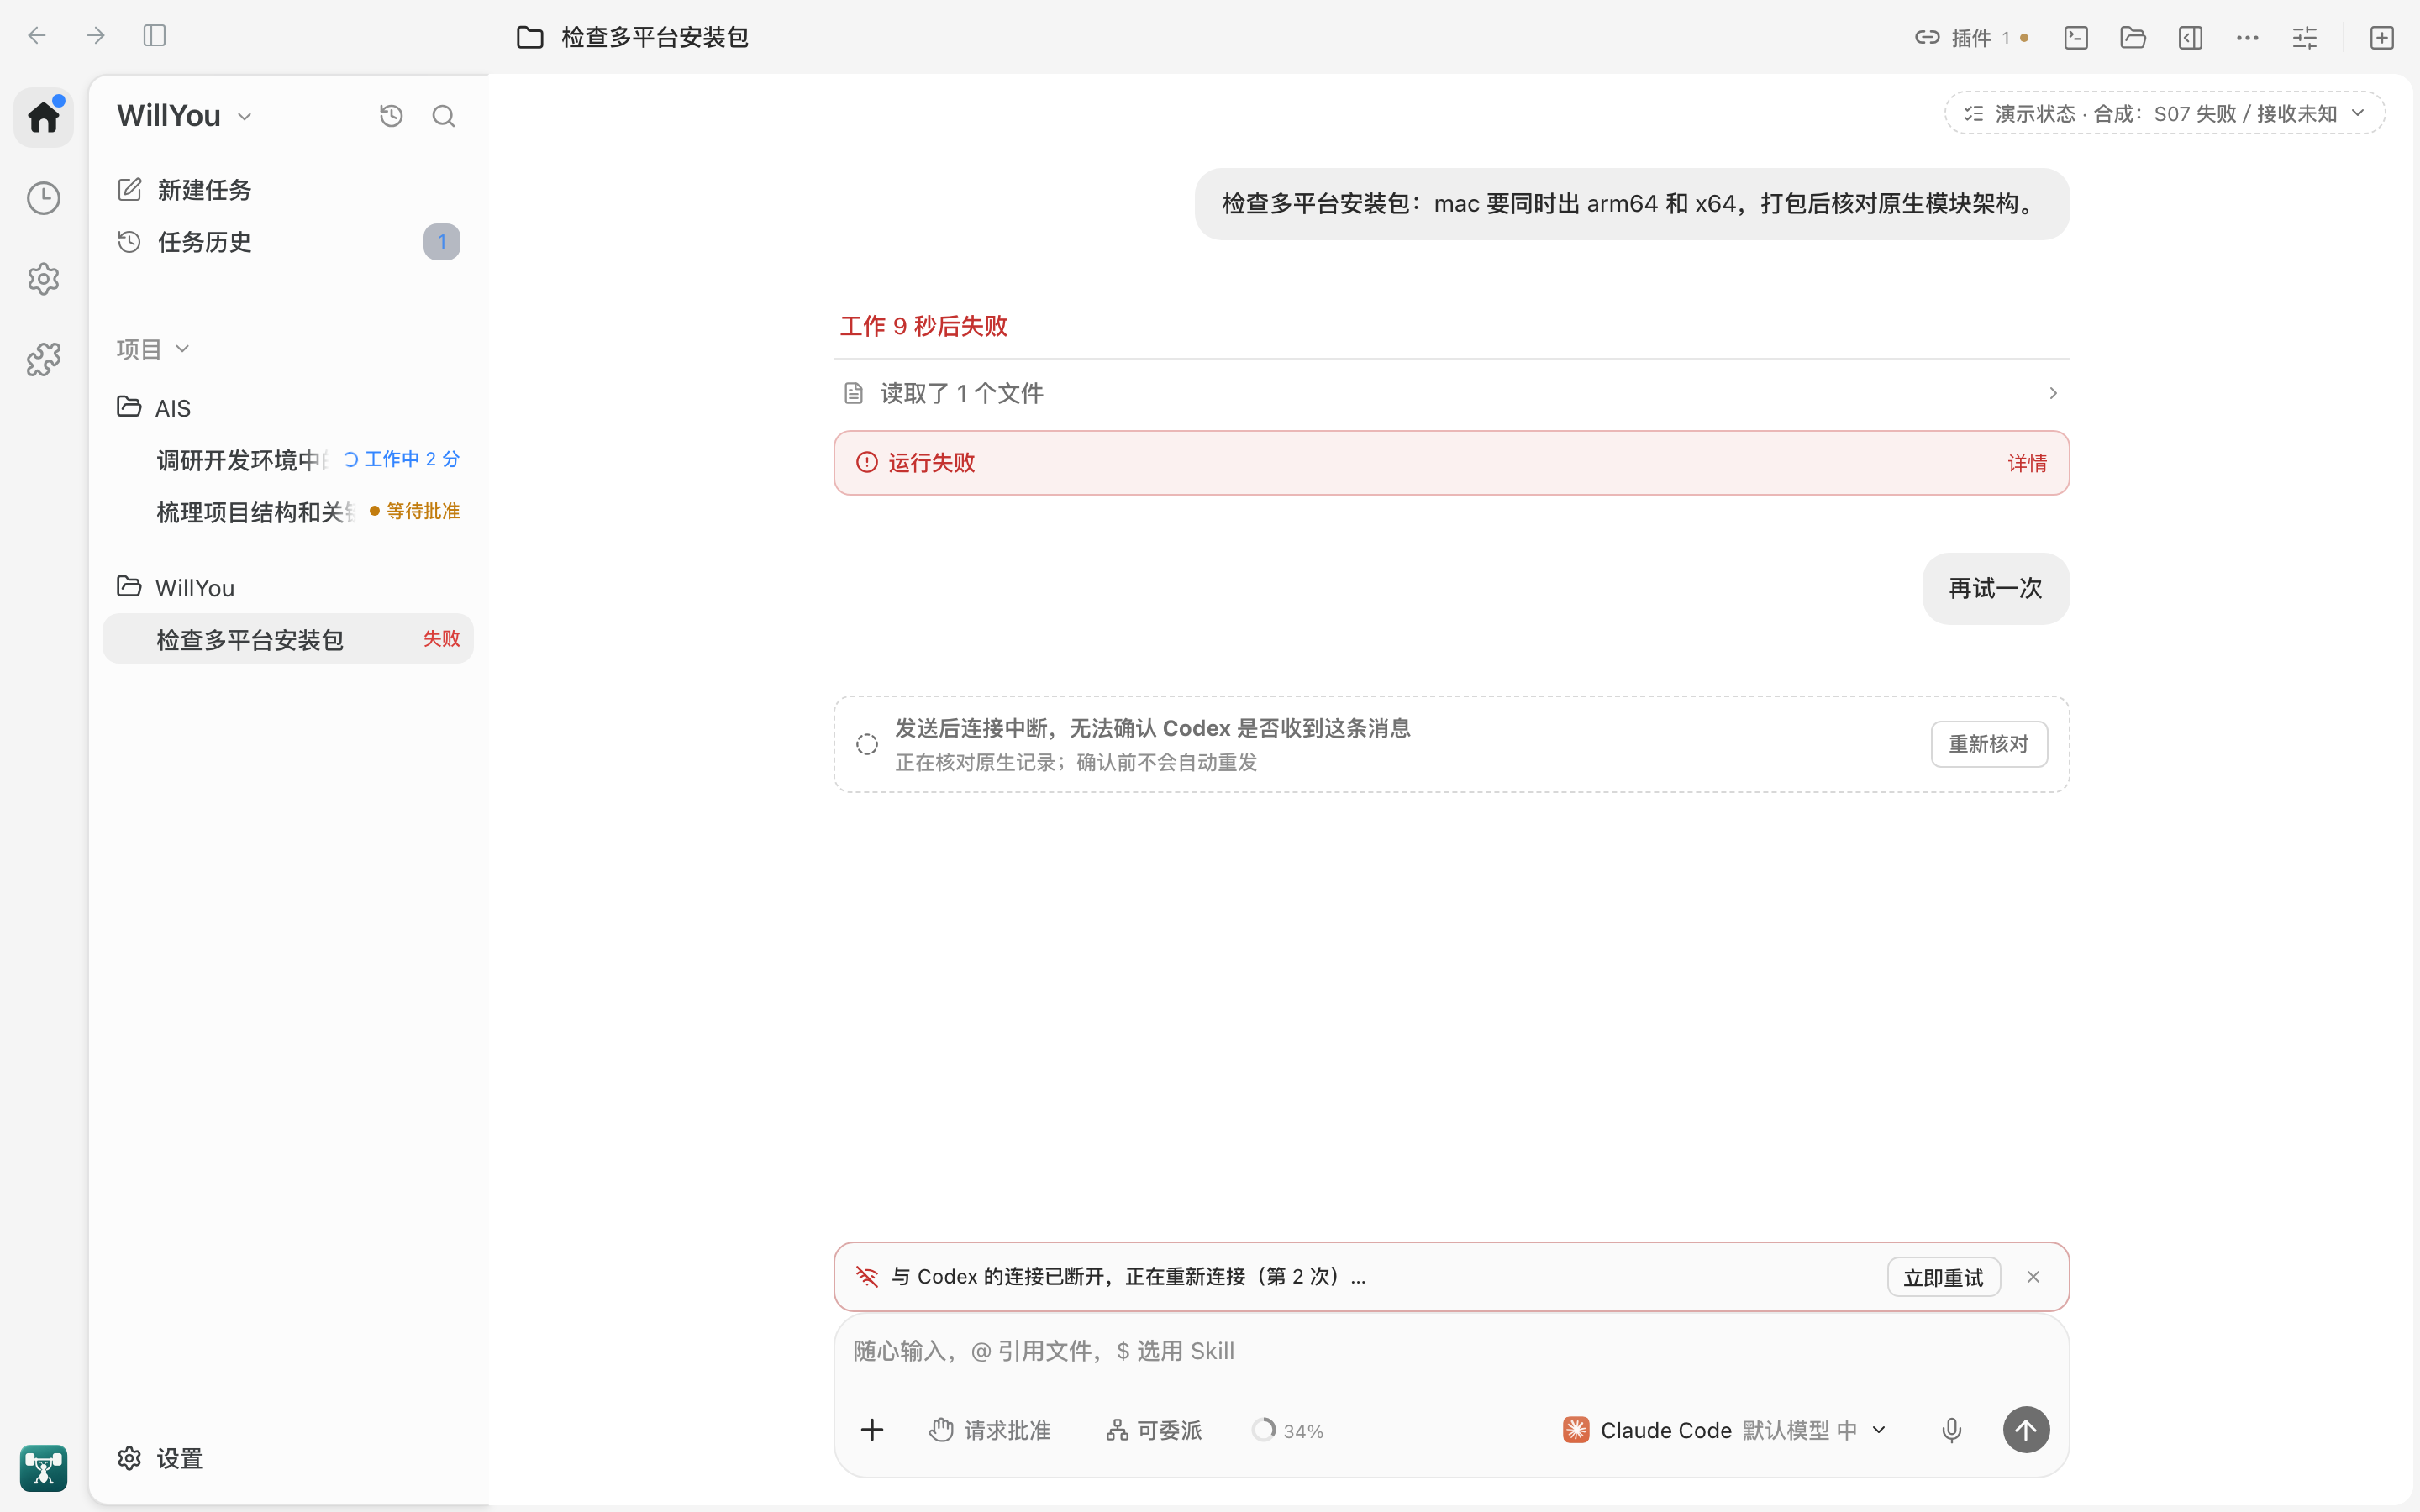 检查多平台安装包
插件 1
WillYou
演示状态 · 合成：S07 失败 / 接收未知
新建任务
任务历史
1
检查多平台安装包：mac 要同时出 arm64 和 x64，打包后核对原生模块架构。
工作 9 秒后失败
项目
读取了 1 个文件
AIS
调研开发环境中
工作中 2 分
运行失败
详情
梳理项目结构和关
等待批准
WillYou
再试一次
检查多平台安装包
失败
发送后连接中断，无法确认 Codex 是否收到这条消息
正在核对原生记录；确认前不会自动重发
重新核对
与 Codex 的连接已断开，正在重新连接（第 2 次）...
立即重试
随心输入，@ 引用文件，$ 选用 Skill
请求批准
可委派
34%
Claude Code 默认模型 中
设置